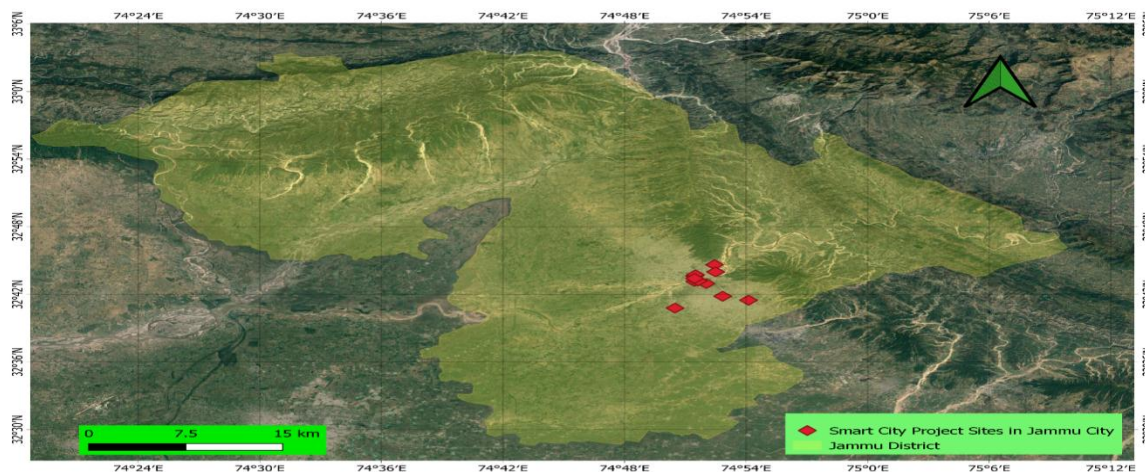 74°24'E 74°30'E 74°36'E 74°42'E 74°48'E 74°54'E 75°0'E 75°6'E 75°12'E
33°6'N
33°0'N
32°54'N
32°48'N
32°42'N
32°36'N
32°30'N
0 7.5 15 km
Smart City Project Sites in Jammu City
Jammu District
74°24'E 74°30'E 74°36'E 74°42'E 74°48'E 74°54'E 75°0'E 75°6'E 75°12'E